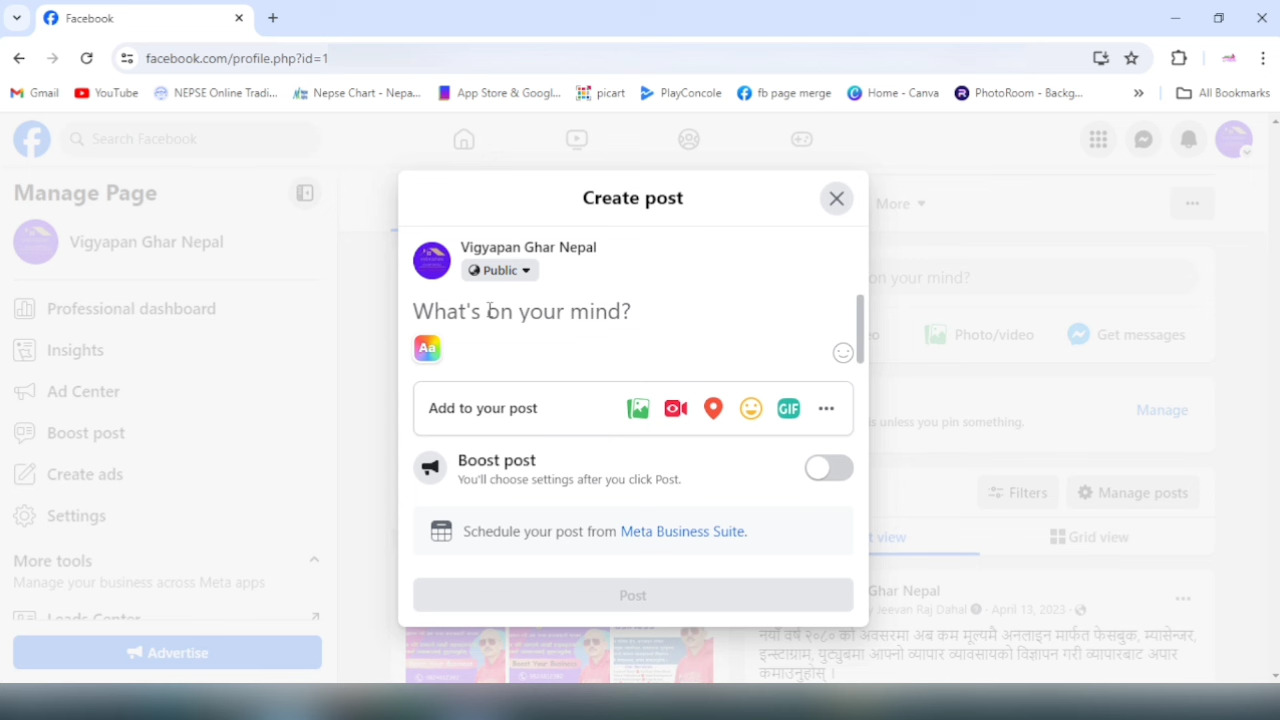 Facebook
facebook.com/profile.php?id=1
Gmail
YouTube
NEPSE Online Tradi...
Nepse Chart - Nepa...
App Store & Googl...
picart
PlayConcole
fb page merge
Home - Canva
PhotoRoom - Backg...
»
All Bookmarks
Search Facebook
Manage Page
Vigyapan Ghar Nepal
Professional dashboard
Insights
Ad Center
Boost post
Create ads
Settings
More tools
Manage your business across Meta apps
Leads Center
Advertise
Create post
Vigyapan Ghar Nepal
Public
What's on your mind?
Aa
Add to your post
GIF
Boost post
You'll choose settings after you click Post.
Schedule your post from Meta Business Suite.
Post
More
on your mind?
Photo/video
Get messages
Manage
unless you pin something.
Filters
Manage posts
view
Grid view
Ghar Nepal
Jeevan Raj Dahal · April 13, 2023 ·
नयाँ वर्ष २०८० को अवसरमा अब कम मूल्यमै अनलाइन मार्फत फेसबुक, म्यासेन्जर,
इन्स्टाग्राम, युट्युबमा आफ्नो व्यापार व्यावसायको विज्ञापन गरी व्यापारबाट अपार
कमाउनुहोस् ।
Boost Your Business